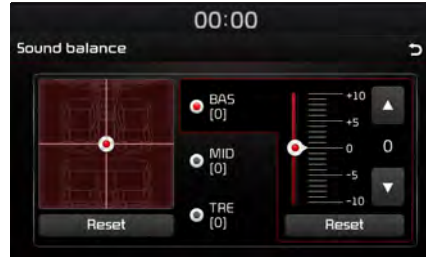 00:00
Sound balance
BAS
[0]
MID
[0]
TRE
[0]
Reset
+10
+5
0
-5
-10
0
Reset